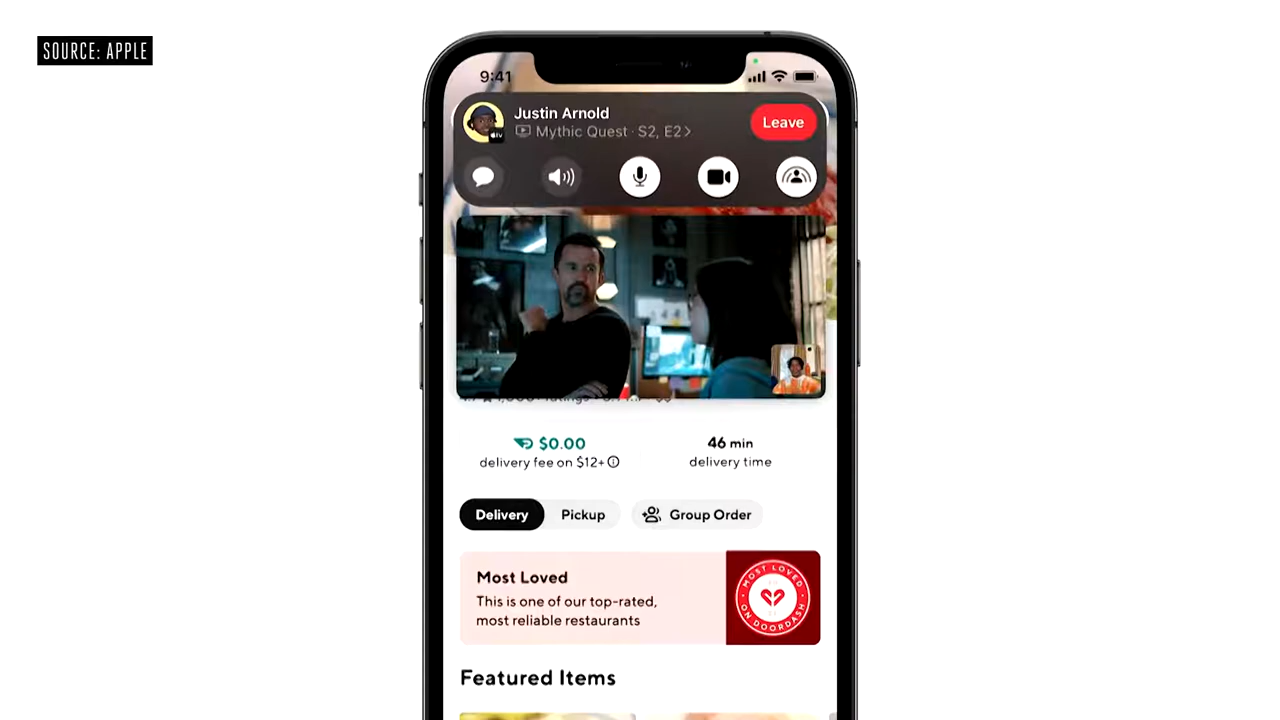 SOURCE: APPLE
9:41
Justin Arnold
Mythic Quest · S2, E2 >
Leave
tv
$0.00
46 min
delivery fee on $12+
delivery time
Delivery
Pickup
Group Order
Most Loved
This is one of our top-rated,
most reliable restaurants
MOST LOVED
ON DOORDASH
Featured Items